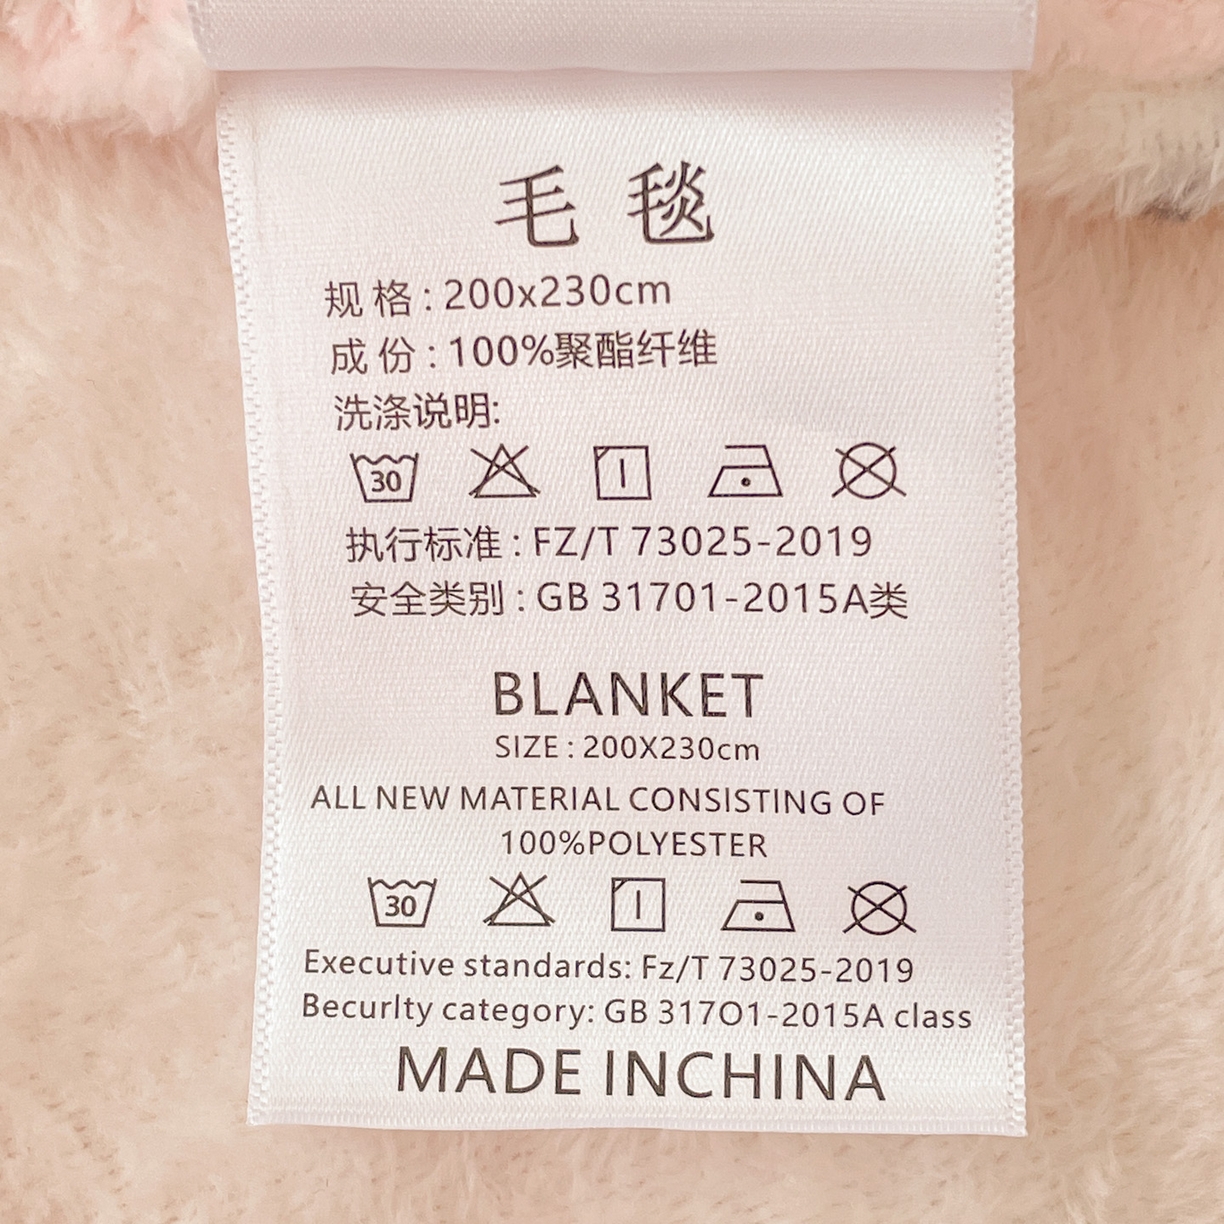 毛毯
规格:200x230cm
成份:100%聚酯纤维
洗涤说明:
30
执行标准:FZ/T 73025-2019
安全类别:GB 31701-2015A类
BLANKET
SIZE:200X230cm
ALL NEW MATERIAL CONSISTING OF
100%POLYESTER
30
Executive standards: Fz/T 73025-2019
Becurlty category: GB 317O1-2015A class
MADE INCHINA